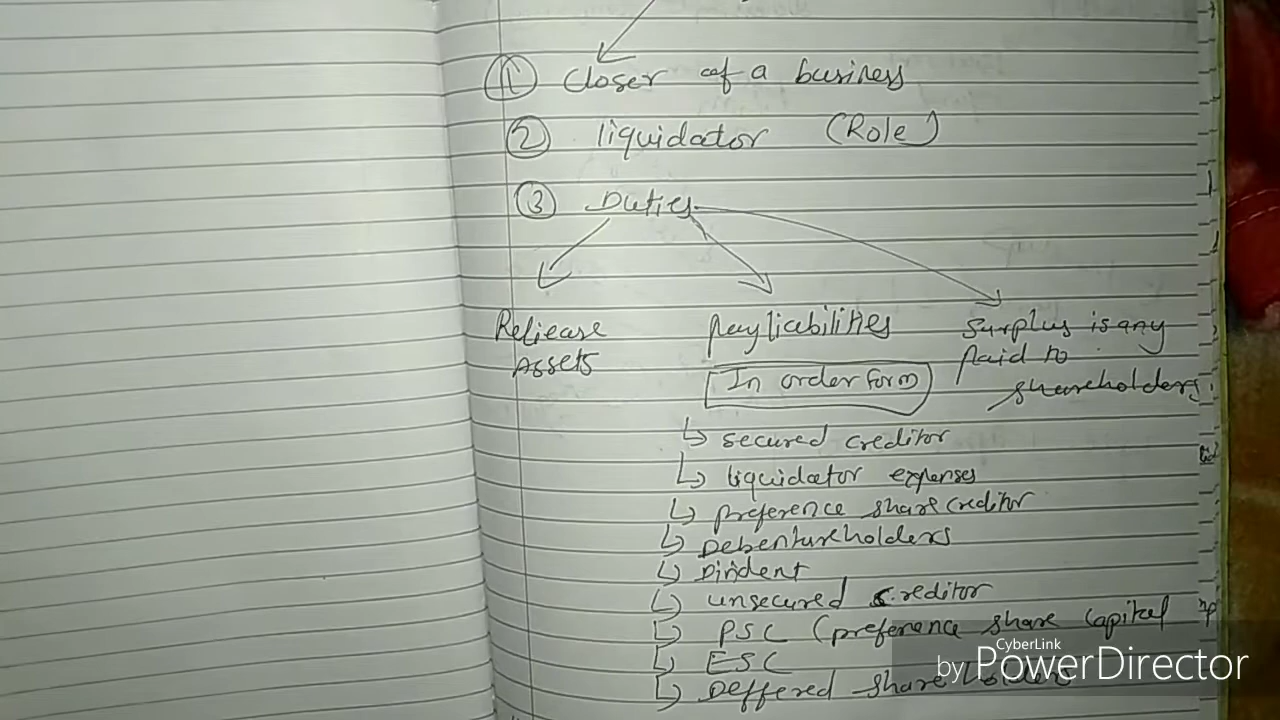 ① Closer of a business
② liquidator (Role)
③ Duties
Reliease
Assets
Pay liabilities
In order form
surplus is any
paid to
shareholders.
↳ secured creditor
↳ liquidator expenses
↳ preference share creditor
↳ Debentureholders
↳ Divident
↳ unsecured creditor
↳ PSC (preference share capital
↳ ESC
↳ Deffered share holders
CyberLink
by PowerDirector